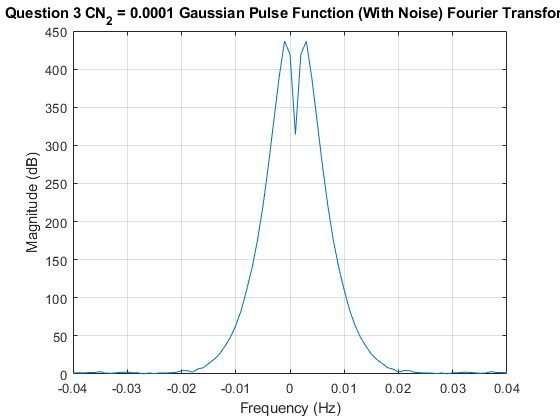 Question 3 CN2 = 0.0001 Gaussian Pulse Function (With Noise) Fourier Transfor
450
400
350
300
250
200
150
100
50
0
Magnitude (dB)
-0.04 -0.03 -0.02 -0.01 0 0.01 0.02 0.03 0.04
Frequency (Hz)